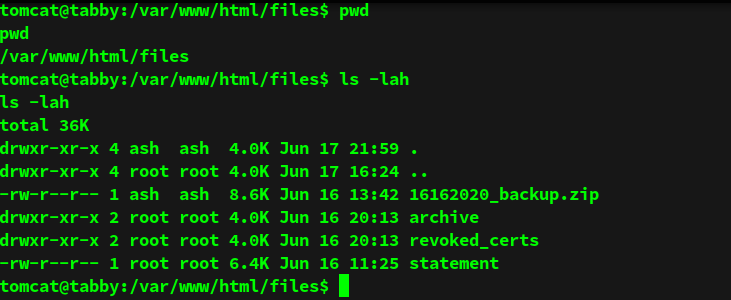 tomcat@tabby:/var/www/html/files$ pwd
pwd
/var/www/html/files
tomcat@tabby:/var/www/html/files$ ls -lah
ls -lah
total 36K
drwxr-xr-x 4 ash  ash  4.0K Jun 17 21:59 .
drwxr-xr-x 4 root root 4.0K Jun 17 16:24 ..
-rw-r--r-- 1 ash  ash  8.6K Jun 16 13:42 16162020_backup.zip
drwxr-xr-x 2 root root 4.0K Jun 16 20:13 archive
drwxr-xr-x 2 root root 4.0K Jun 16 20:13 revoked_certs
-rw-r--r-- 1 root root 6.4K Jun 16 11:25 statement
tomcat@tabby:/var/www/html/files$